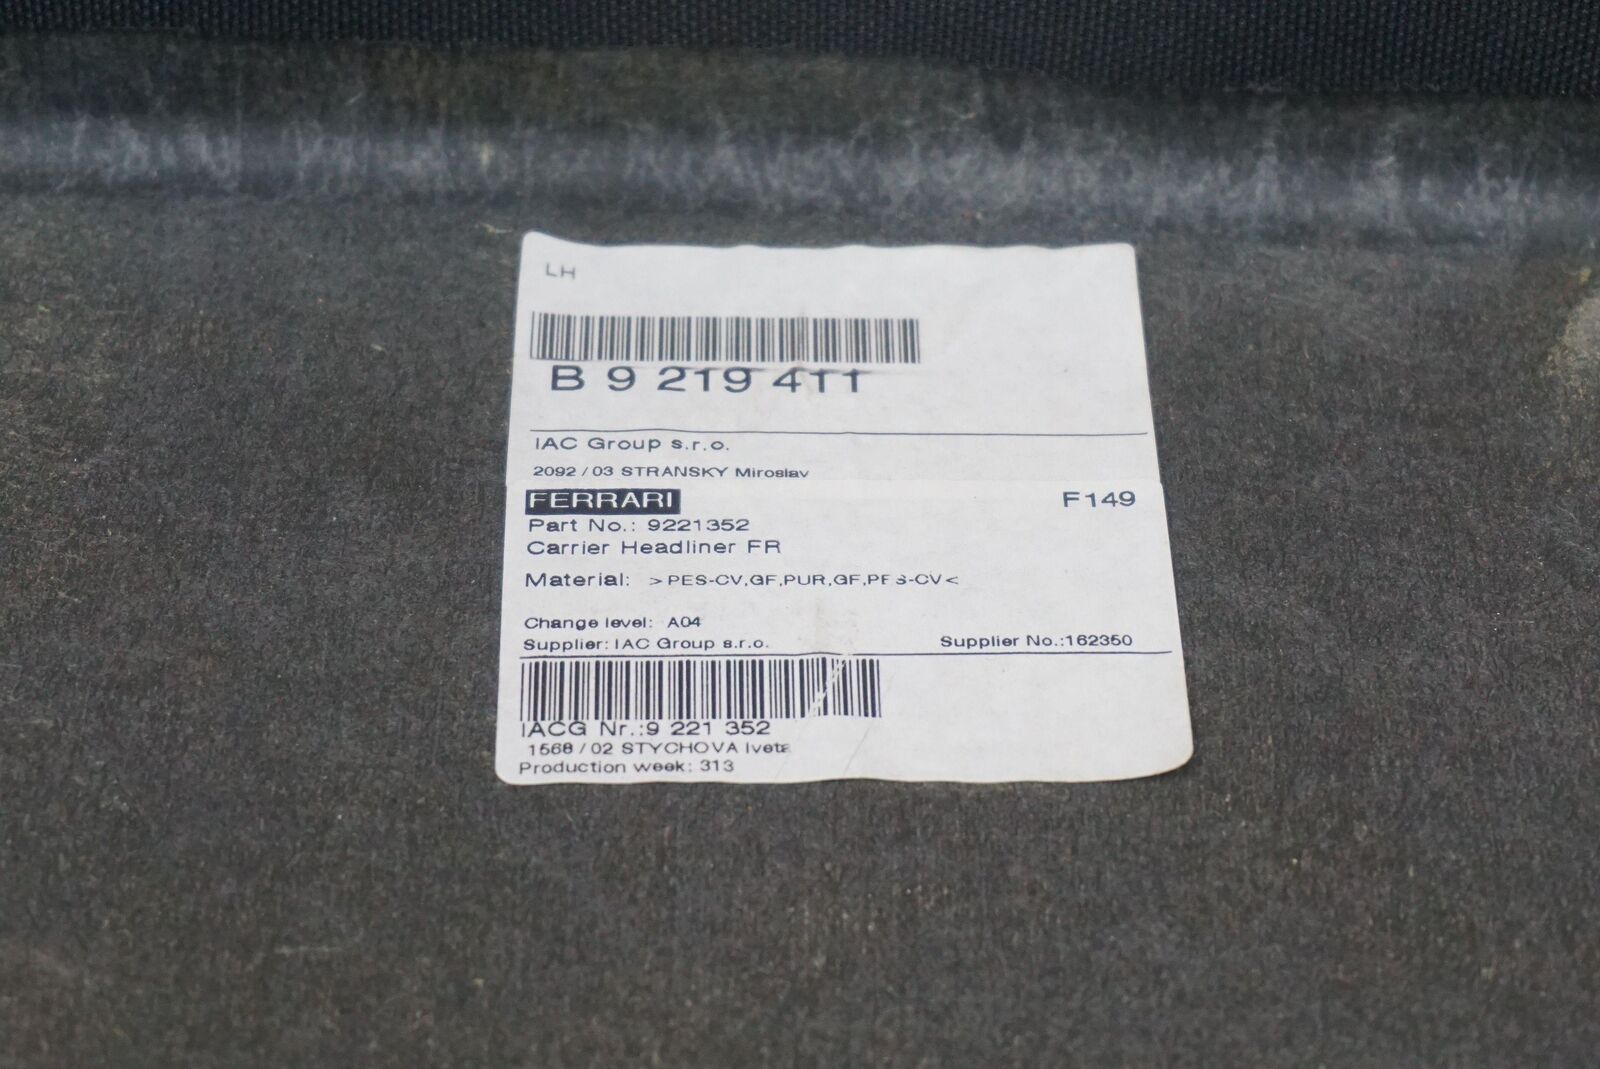 LH
B 9 219 411
IAC Group s.r.o.
2092 / 03 STRANSKY Miroslav
FERRARI F149
Part No.: 9221352
Carrier Headliner FR
Material: >PES-CV,GF,PUR,GF,PES-CV<
Change level: A04
Supplier: IAC Group s.r.o. Supplier No.:162350
IACG Nr.:9 221 352
1568 / 02 STYCHOVA Iveta
Production week: 313